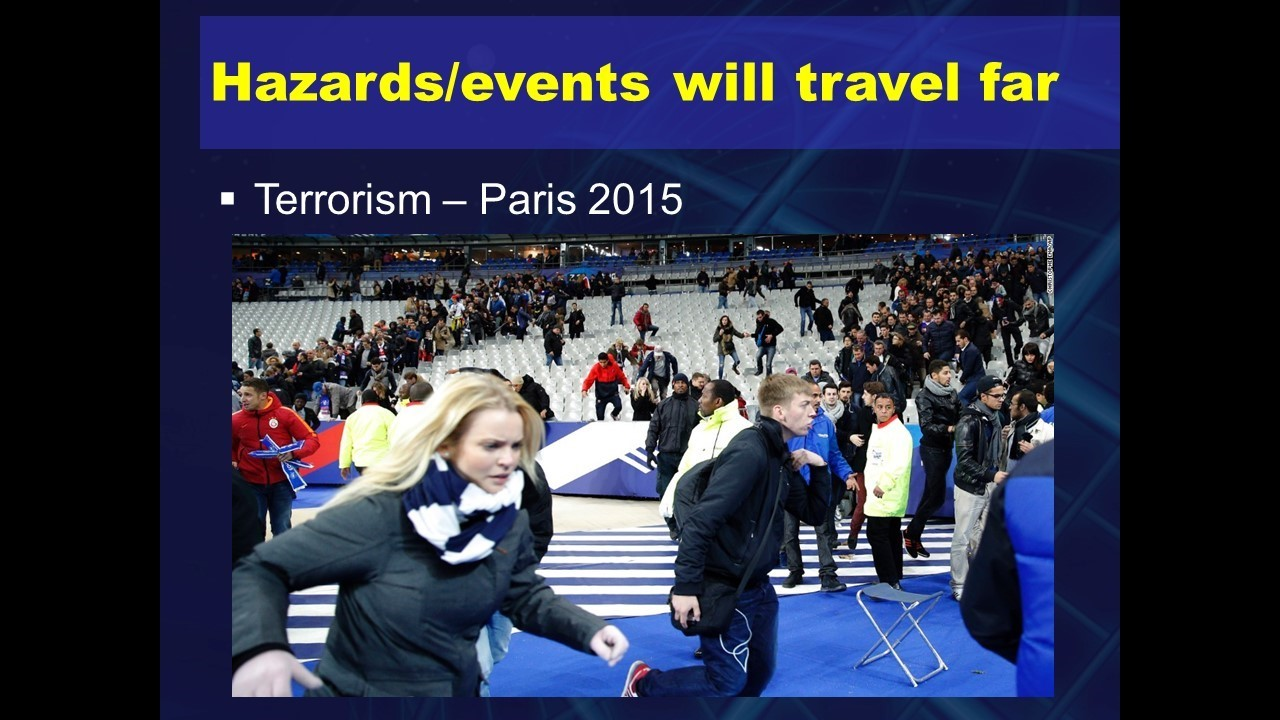 Hazards/events will travel far
▪ Terrorism – Paris 2015